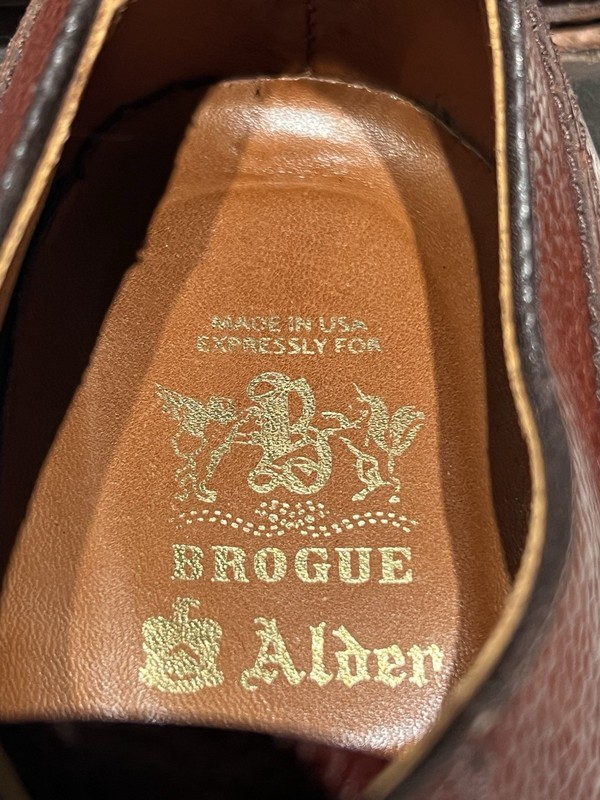 MADE IN USA
EXPRESSLY FOR
B
BROGUE
Alden